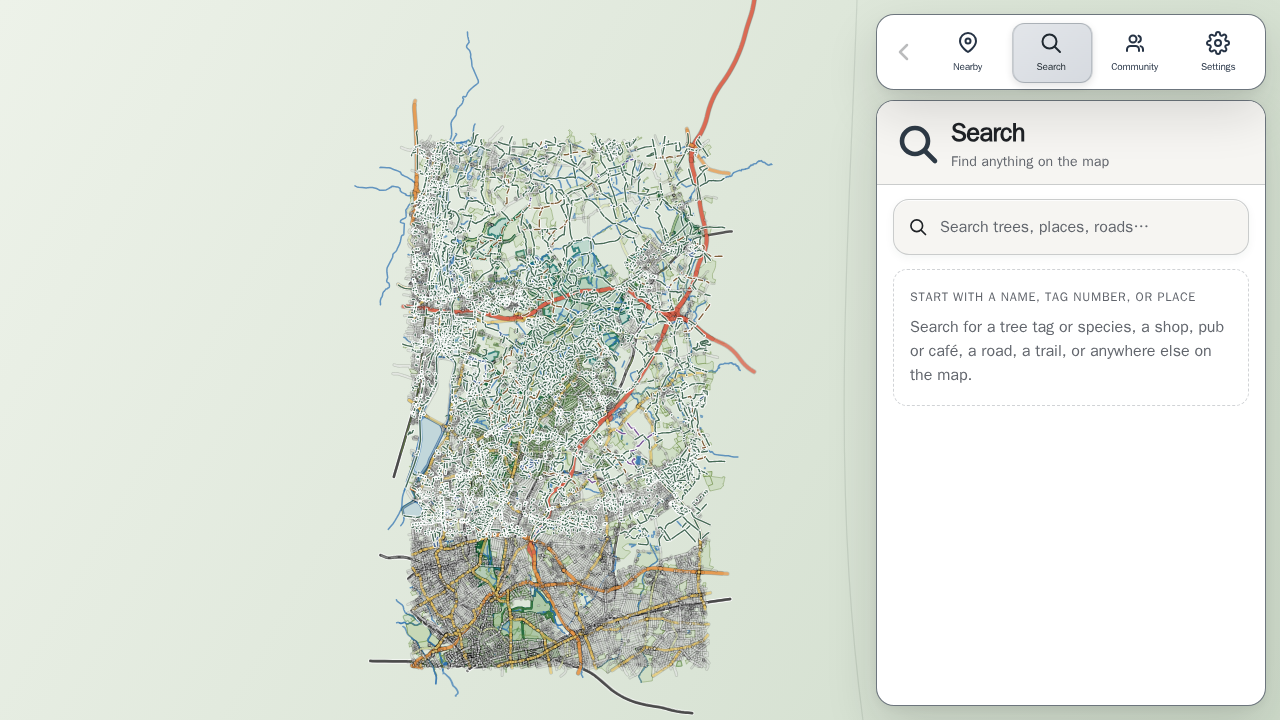 Nearby
Search
Community
Settings
Search
Find anything on the map
Search trees, places, roads···
START WITH A NAME, TAG NUMBER, OR PLACE
Search for a tree tag or species, a shop, pub
or café, a road, a trail, or anywhere else on
the map.